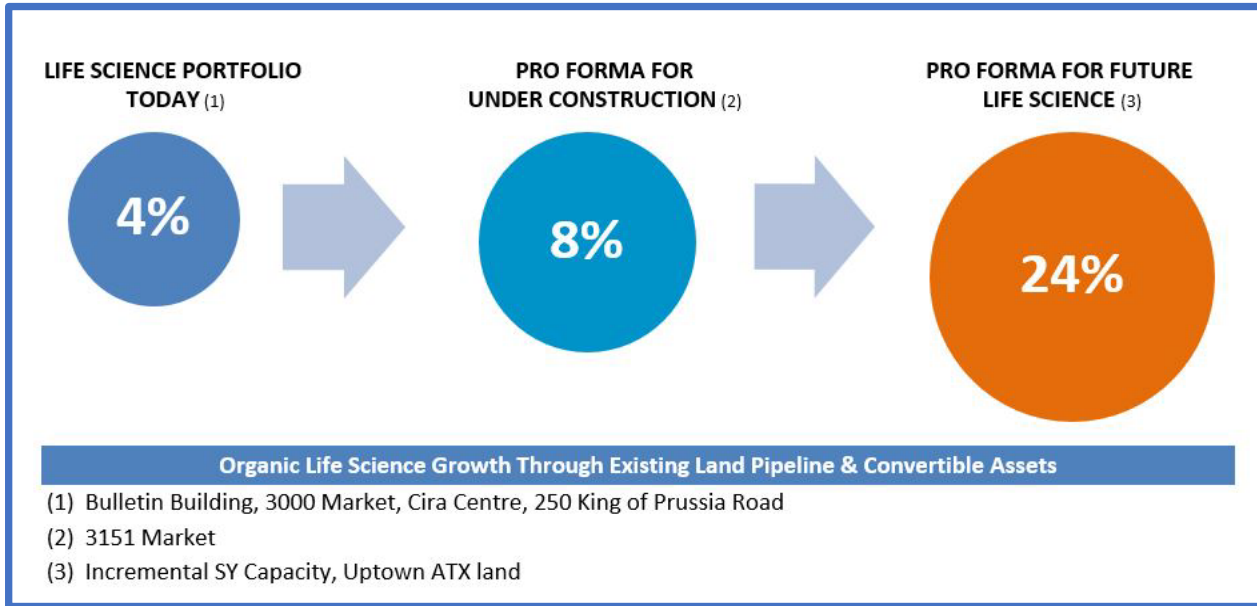 LIFE SCIENCE PORTFOLIO
TODAY (1)
4%
PRO FORMA FOR
UNDER CONSTRUCTION (2)
8%
PRO FORMA FOR FUTURE
LIFE SCIENCE (3)
24%
Organic Life Science Growth Through Existing Land Pipeline & Convertible Assets
(1) Bulletin Building, 3000 Market, Cira Centre, 250 King of Prussia Road
(2) 3151 Market
(3) Incremental SY Capacity, Uptown ATX land